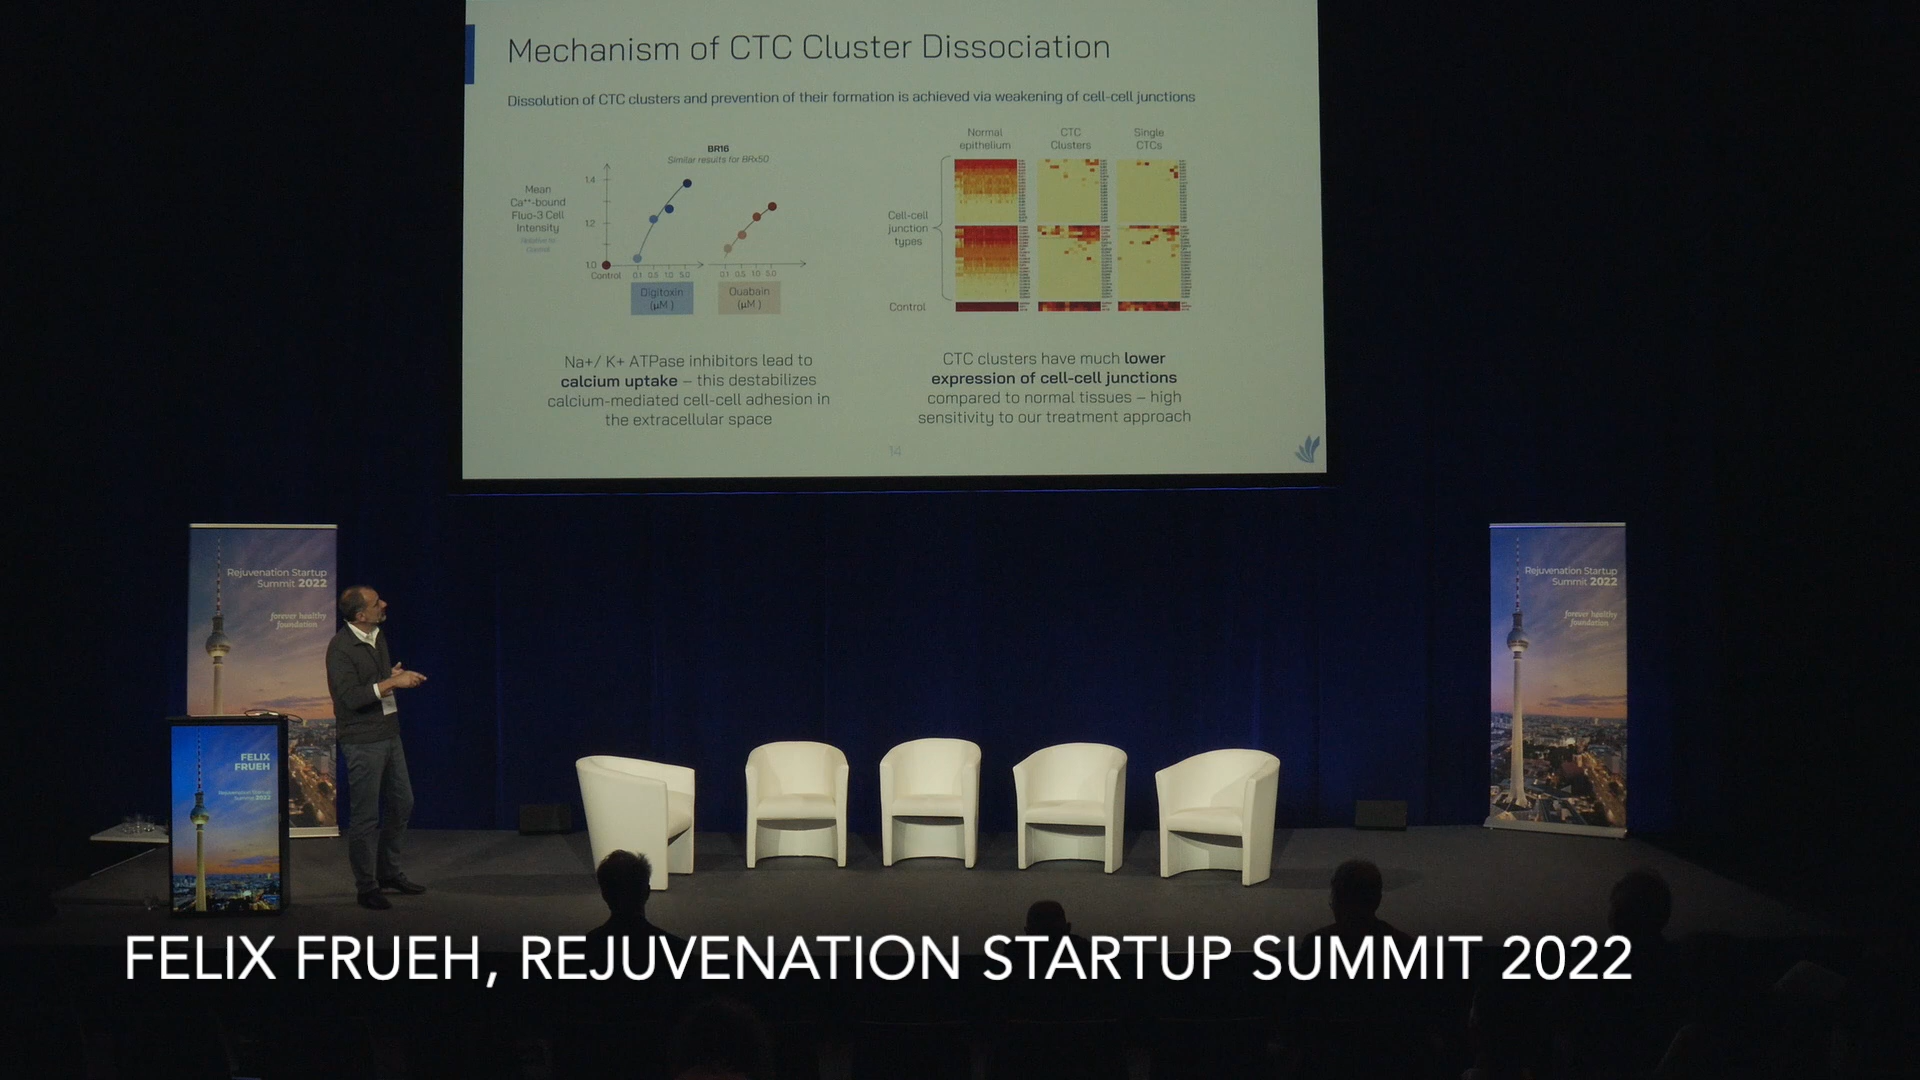 Mechanism of CTC Cluster Dissociation
Dissolution of CTC clusters and prevention of their formation is achieved via weakening of cell-cell junctions
BR16
Similar results for BRx50
Mean
Ca⁺⁺-bound
Fluo-3 Cell
Intensity
1.4
1.2
1.0
Control
0.1 0.5 1.0 5.0
0.1 0.5 1.0 5.0
Digitoxin
(µM )
Ouabain
(µM )
Normal
epithelium
CTC
Clusters
Single
CTCs
Cell-cell
junction
types
Control
Na+/ K+ ATPase inhibitors lead to
calcium uptake – this destabilizes
calcium-mediated cell-cell adhesion in
the extracellular space
CTC clusters have much lower
expression of cell-cell junctions
compared to normal tissues – high
sensitivity to our treatment approach
14
Rejuvenation Startup
Summit 2022
forever healthy
foundation
FELIX
FRUEH
Rejuvenation Startup
Summit 2022
Rejuvenation Startup
Summit 2022
forever healthy
foundation
FELIX FRUEH, REJUVENATION STARTUP SUMMIT 2022